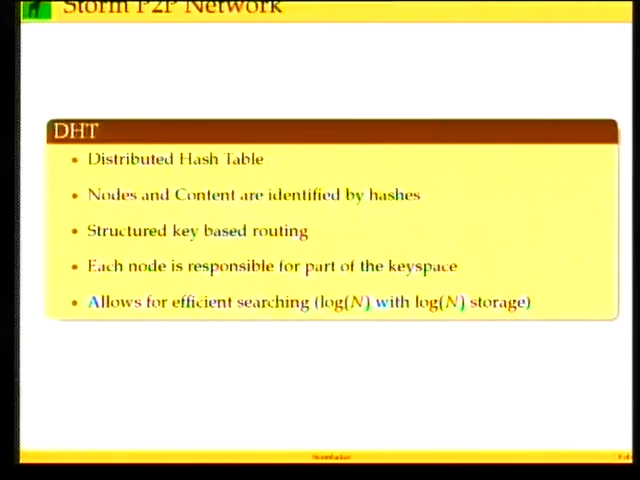 Storm P2P Network
DHT
• Distributed Hash Table
• Nodes and Content are identified by hashes
• Structured key based routing
• Each node is responsible for part of the keyspace
• Allows for efficient searching (log(N) with log(N) storage)